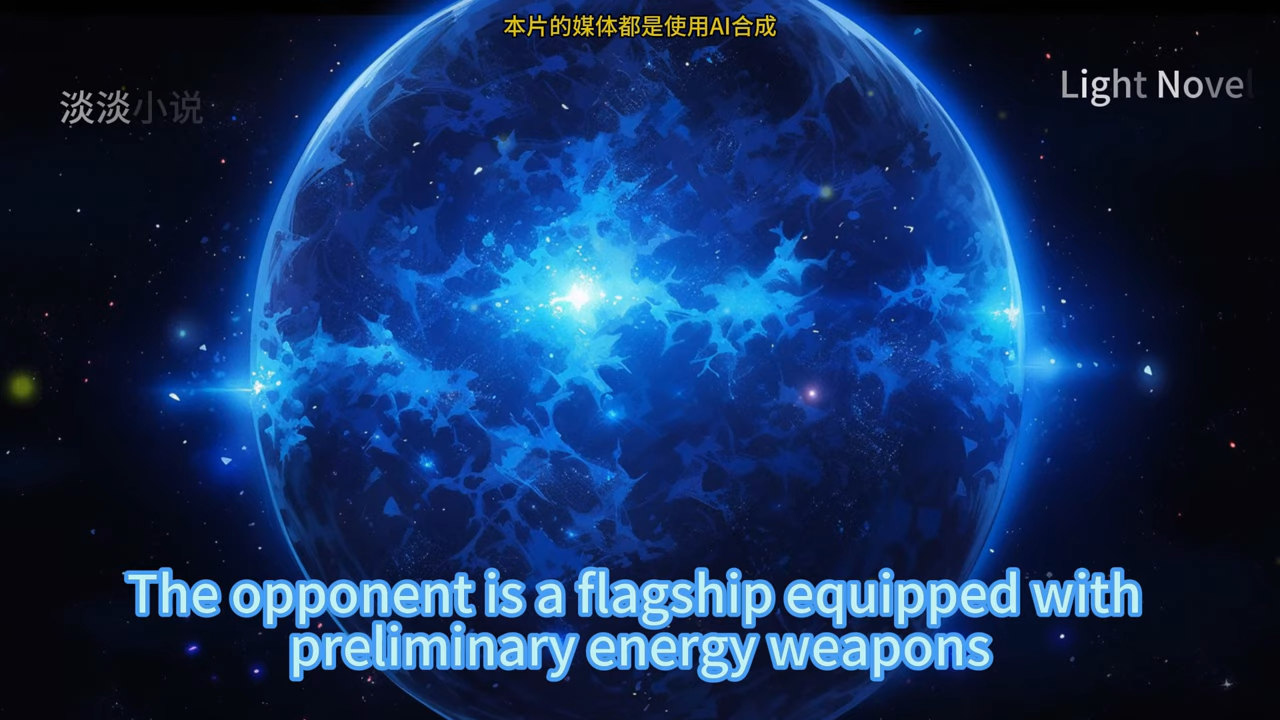 本片的媒体都是使用AI合成
Light Novel
淡淡小说
The opponent is a flagship equipped with
preliminary energy weapons